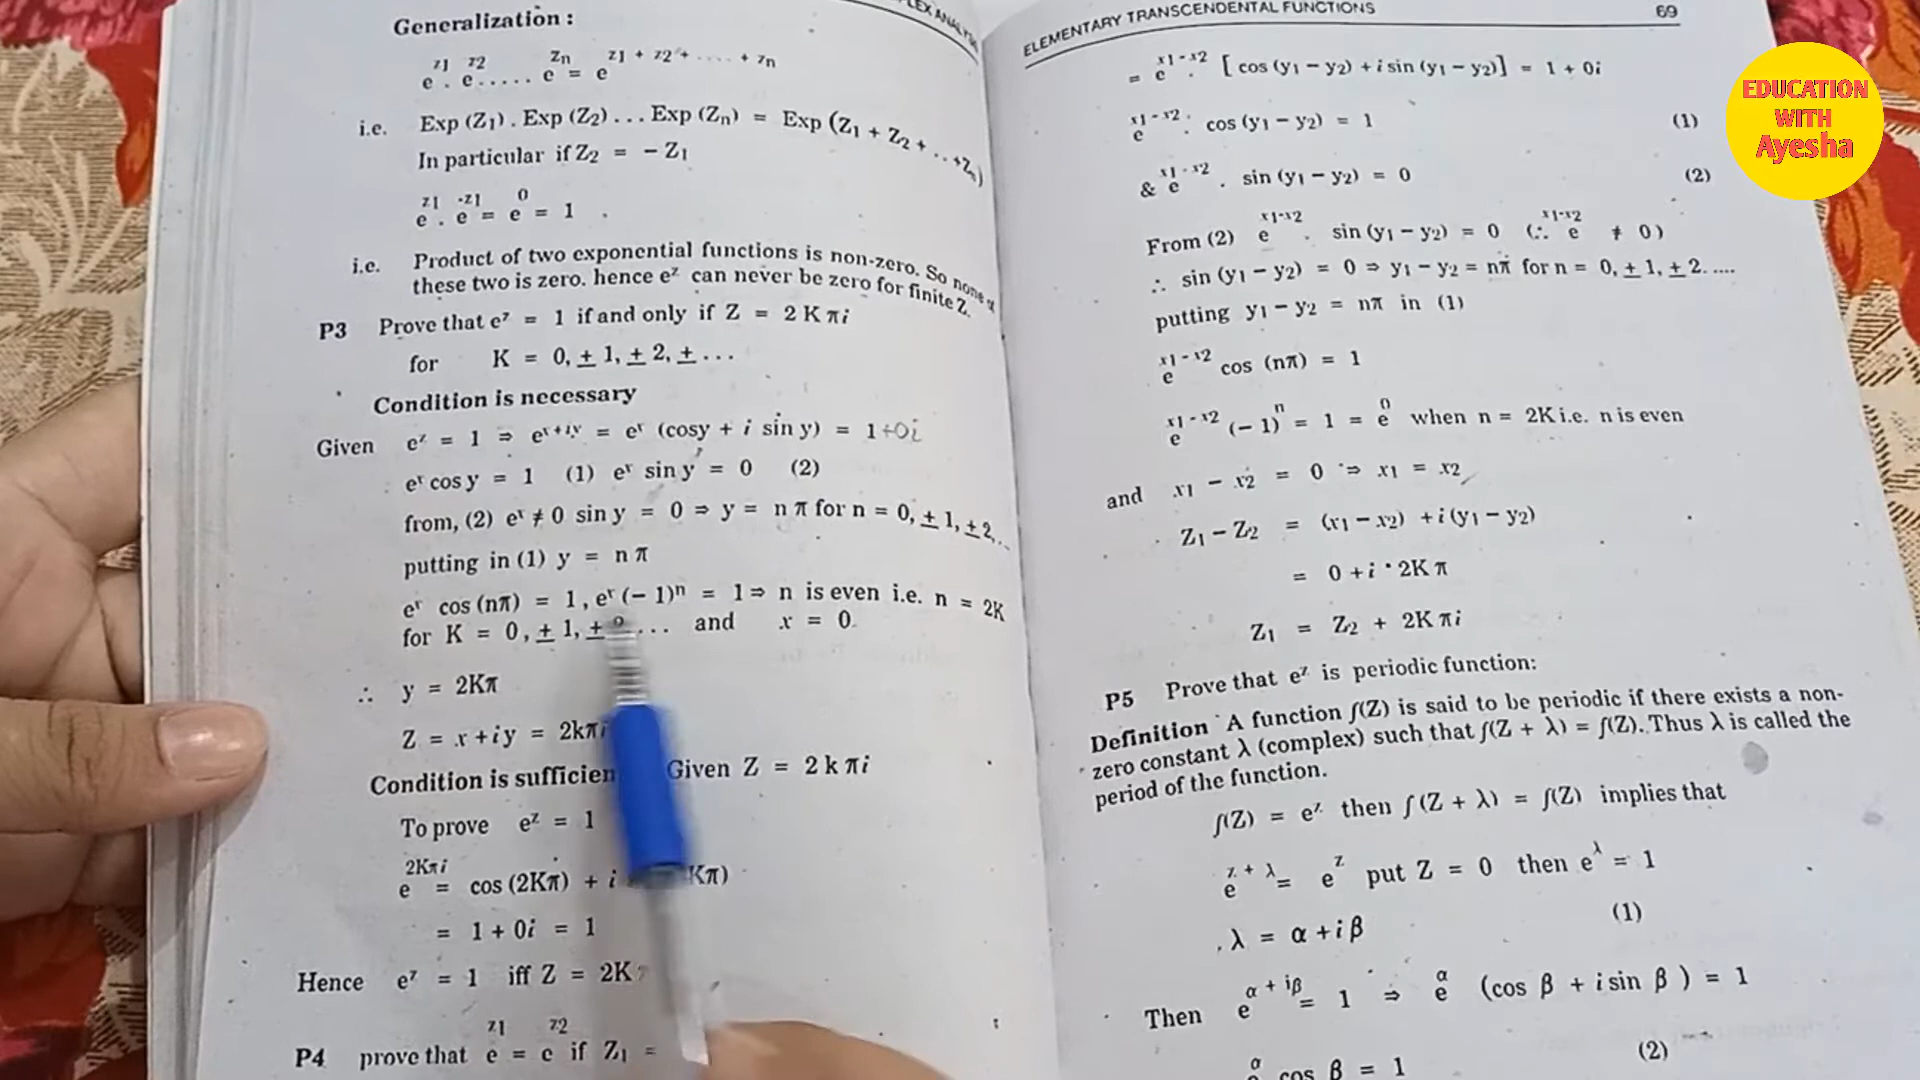 Generalization :
e^z1 . e^z2 ..... e^zn = e^z1 + z2 + .... + zn
i.e. Exp (Z1) . Exp (Z2) . . . Exp (Zn) = Exp (Z1 + Z2 + . . +Zn)
In particular if Z2 = − Z1
e^z1 . e^-z1 = e^0 = 1 .
i.e. Product of two exponential functions is non-zero. So none of
these two is zero. hence e^z can never be zero for finite Z.
P3 Prove that e^z = 1 if and only if Z = 2 K π i
for K = 0, ± 1, ± 2, ± . . .
Condition is necessary
Given e^z = 1 ⇒ e^x+iy = e^x (cosy + i sin y) = 1+0i
e^x cos y = 1 (1) e^x sin y = 0 (2)
from, (2) e^x ≠ 0 sin y = 0 ⇒ y = n π for n = 0, ± 1, ± 2, . .
putting in (1) y = n π
e^x cos (nπ) = 1 , e^x (− 1)^n = 1 ⇒ n is even i.e. n = 2K
for K = 0 , ± 1, ± . . . and x = 0
∴ y = 2Kπ
Z = x + iy = 2kπi
Condition is sufficien Given Z = 2 k π i
To prove e^z = 1
e^2Kπi = cos (2Kπ) + i Kπ)
= 1 + 0i = 1
Hence e^z = 1 iff Z = 2K
P4 prove that e^z1 = e^z2 if Z1 =
PLEX ANALYSIS
ELEMENTARY TRANSCENDENTAL FUNCTIONS 69
= e^x1 − x2 . [ cos (y1 − y2) + i sin (y1 − y2)] = 1 + 0i
e^x1 − x2 . cos (y1 − y2) = 1 (1)
& e^x1 − x2 . sin (y1 − y2) = 0 (2)
From (2) e^x1-x2 . sin (y1 − y2) = 0 (∵ e^x1-x2 ≠ 0 )
∴ sin (y1 − y2) = 0 ⇒ y1 − y2 = nπ for n = 0, ± 1, ± 2. ....
putting y1 − y2 = nπ in (1)
e^x1 − x2 cos (nπ) = 1
e^x1 − x2 (− 1)^n = 1 = e^0 when n = 2K i.e. n is even
and x1 − x2 = 0 ⇒ x1 = x2
Z1 − Z2 = (x1 − x2) + i (y1 − y2)
= 0 + i · 2K π
Z1 = Z2 + 2K π i
P5 Prove that e^z is periodic function:
Definition A function f(Z) is said to be periodic if there exists a non-
zero constant λ (complex) such that f(Z + λ) = f(Z). Thus λ is called the
period of the function.
f(Z) = e^z then f (Z + λ) = f(Z) implies that
e^z + λ = e^z put Z = 0 then e^λ = 1
λ = α + i β (1)
Then e^α + iβ = 1 ⇒ e^α (cos β + i sin β ) = 1
e^α cos β = 1 (2)
EDUCATION
WITH
Ayesha